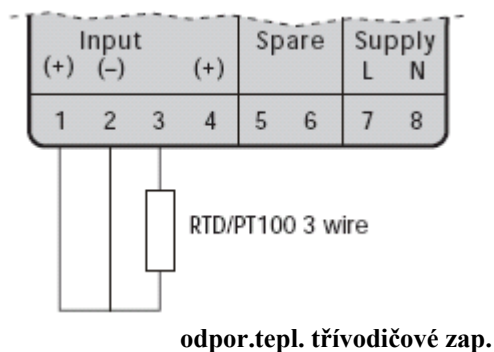 Input Spare Supply
(+) (–) (+) L N
1 2 3 4 5 6 7 8
RTD/PT100 3 wire
odpor.tepl. třívodičové zap.